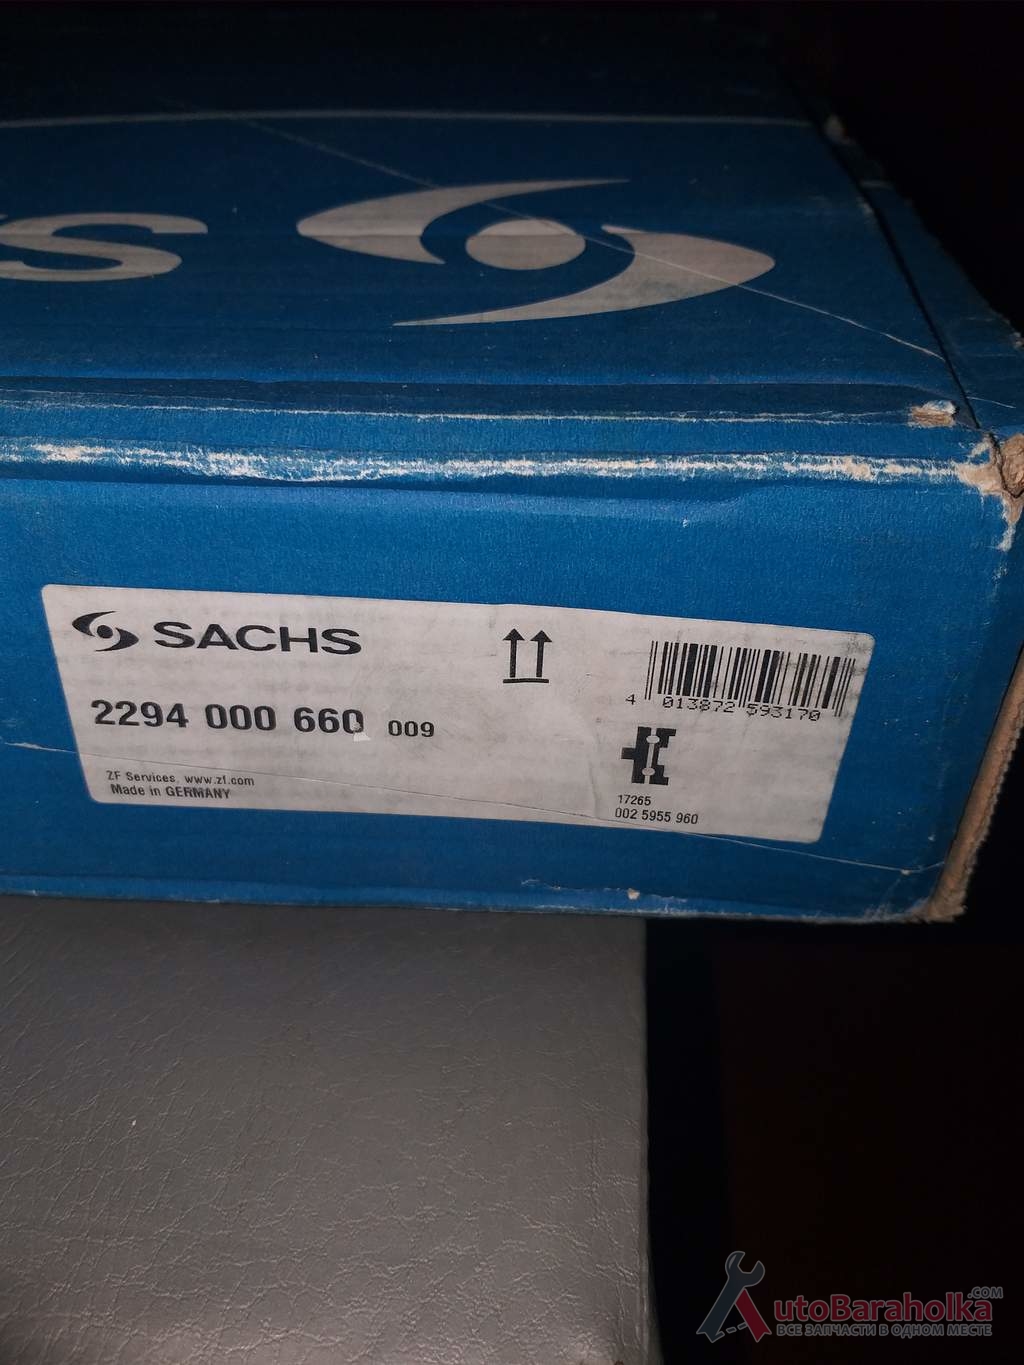 S
SACHS
2294 000 660 009
ZF Services, www.zf.com
Made in GERMANY
4 013872 593170
17265
002 5955 960
AutoBaraholka.COM
ВСЕ ЗАПЧАСТИ В ОДНОМ МЕСТЕ